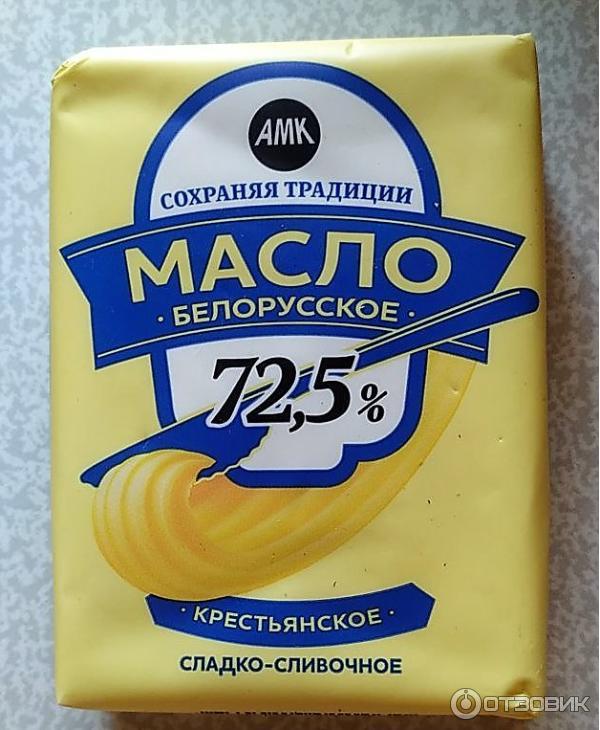 АМК
СОХРАНЯЯ ТРАДИЦИИ
МАСЛО
· БЕЛОРУССКОЕ ·
72,5%
· КРЕСТЬЯНСКОЕ ·
СЛАДКО-СЛИВОЧНОЕ
ОТЗОВИК